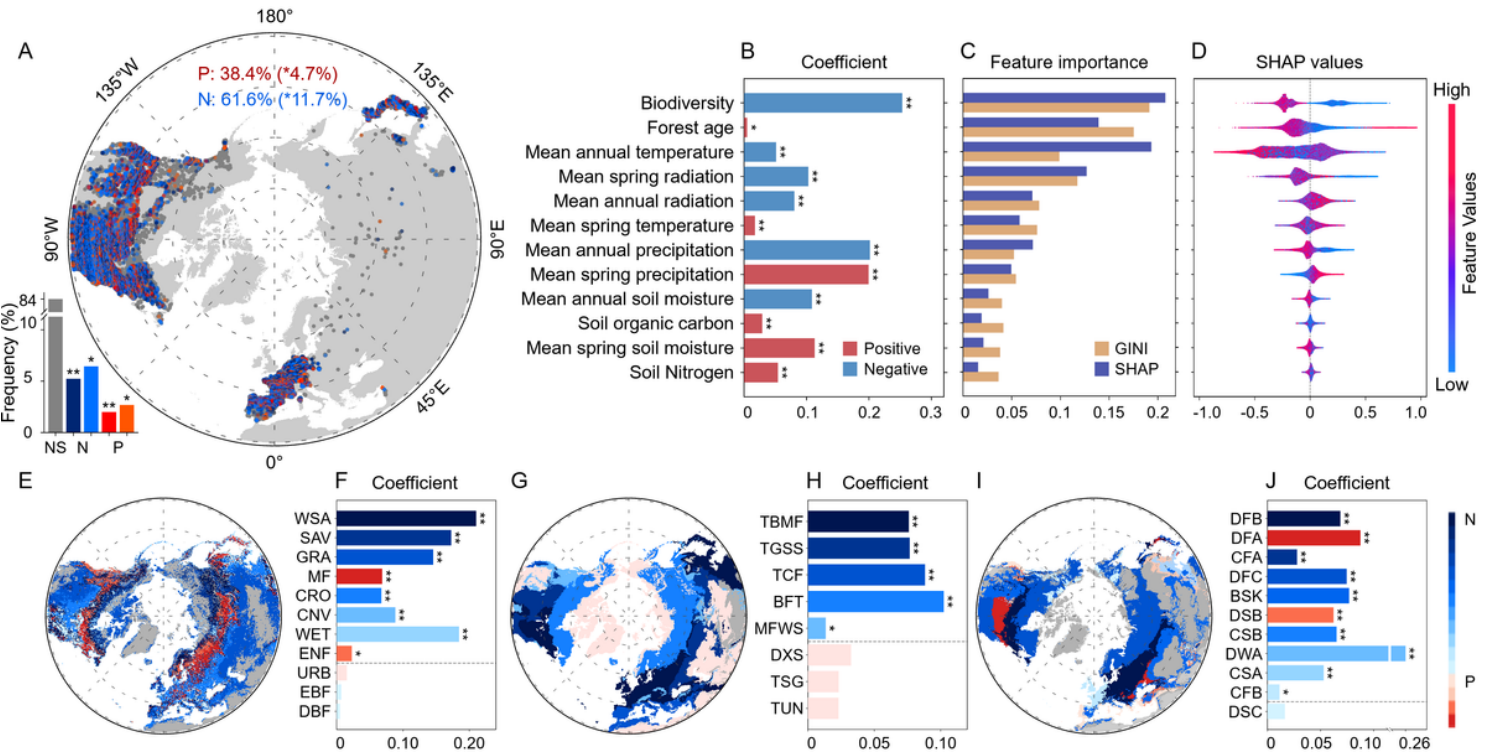 A
180°
135°W
135°E
P: 38.4% (*4.7%)
N: 61.6% (*11.7%)
90°W
90°E
45°E
0°
Frequency (%)
84
10
5
0
**
*
**
*
NS N P
B
Coefficient
Biodiversity **
Forest age *
Mean annual temperature **
Mean spring radiation **
Mean annual radiation **
Mean spring temperature **
Mean annual precipitation **
Mean spring precipitation **
Mean annual soil moisture **
Soil organic carbon **
Mean spring soil moisture **
Soil Nitrogen **
Positive
Negative
0 0.1 0.2 0.3
C
Feature importance
GINI
SHAP
0 0.05 0.1 0.15 0.2
D
SHAP values
-1.0 -0.5 0 0.5 1.0
High
Feature Values
Low
E
F
Coefficient
WSA **
SAV **
GRA **
MF **
CRO **
CNV **
WET **
ENF *
URB
EBF
DBF
0 0.10 0.20
G
H
Coefficient
TBMF **
TGSS **
TCF **
BFT **
MFWS *
DXS
TSG
TUN
0 0.05 0.10
I
J
Coefficient
DFB **
DFA **
CFA **
DFC **
BSK **
DSB **
CSB **
DWA **
CSA **
CFB *
DSC
0 0.05 0.10 0.26
N
P